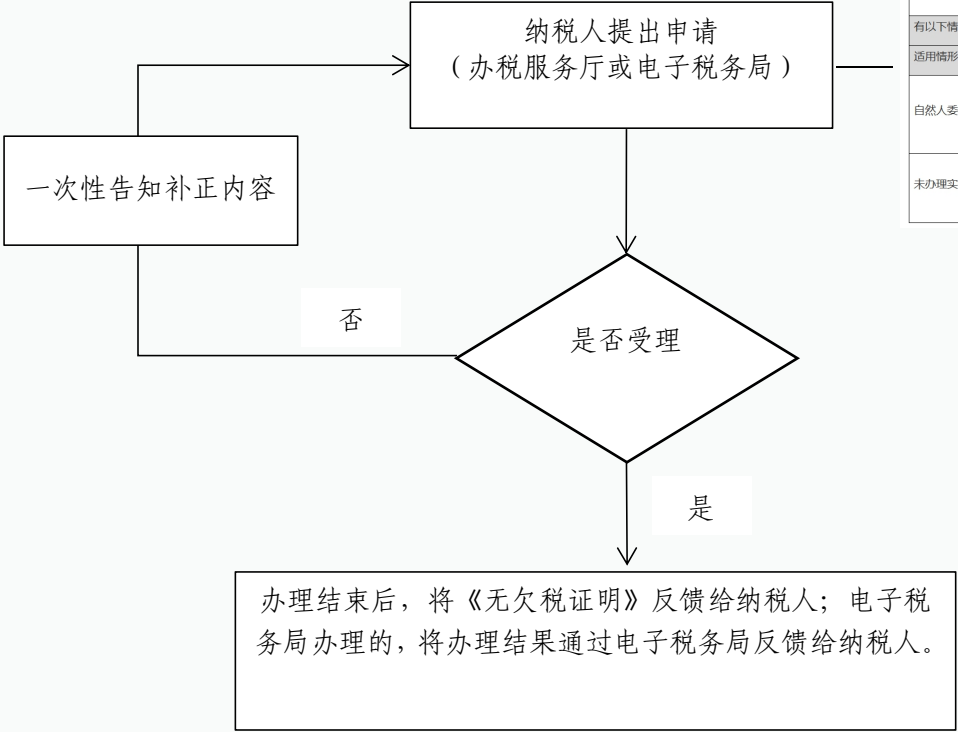 纳税人提出申请
（办税服务厅或电子税务局）
有以下情
适用情形
自然人委
未办理实
一次性告知补正内容
否
是否受理
是
办理结束后，将《无欠税证明》反馈给纳税人；电子税
务局办理的，将办理结果通过电子税务局反馈给纳税人。